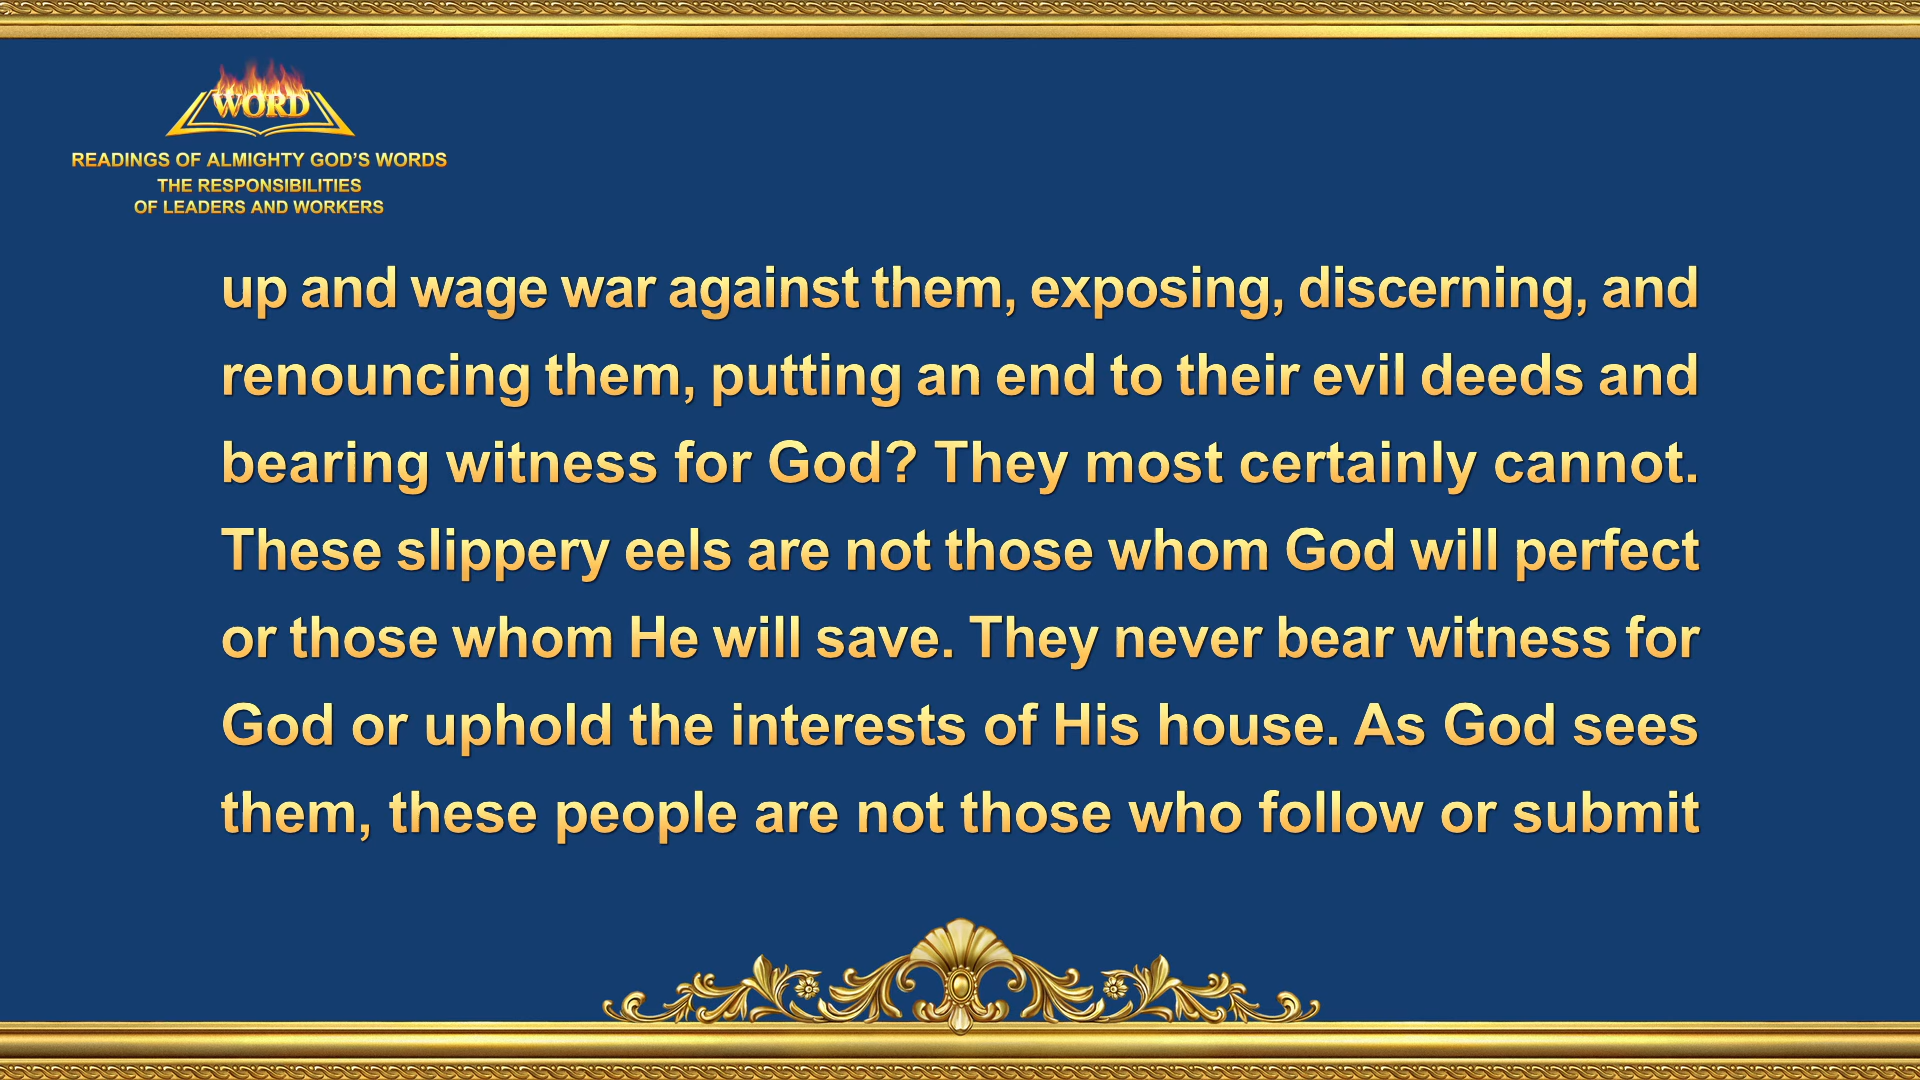 WORD
READINGS OF ALMIGHTY GOD’S WORDS
THE RESPONSIBILITIES
OF LEADERS AND WORKERS
up and wage war against them, exposing, discerning, and
renouncing them, putting an end to their evil deeds and
bearing witness for God? They most certainly cannot.
These slippery eels are not those whom God will perfect
or those whom He will save. They never bear witness for
God or uphold the interests of His house. As God sees
them, these people are not those who follow or submit